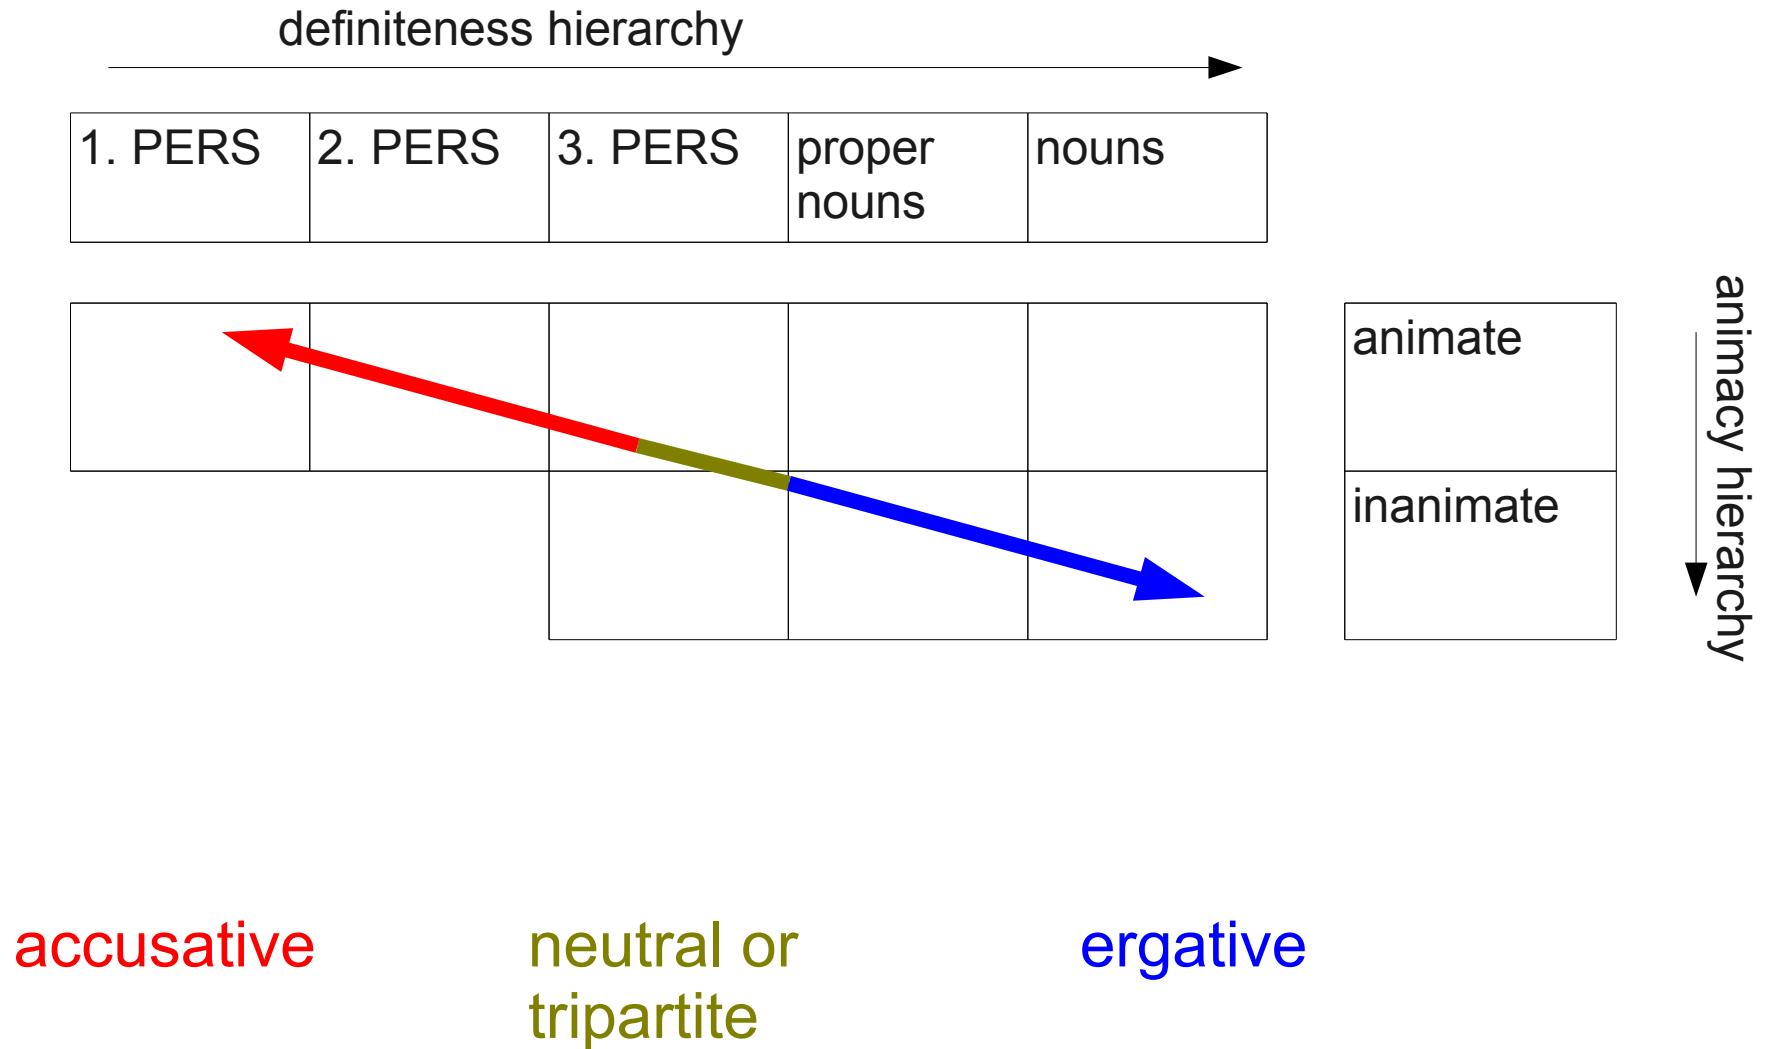 definiteness hierarchy
1. PERS 2. PERS 3. PERS proper nouns
nouns
animate
inanimate
animacy hierarchy
accusative neutral or ergative
tripartite